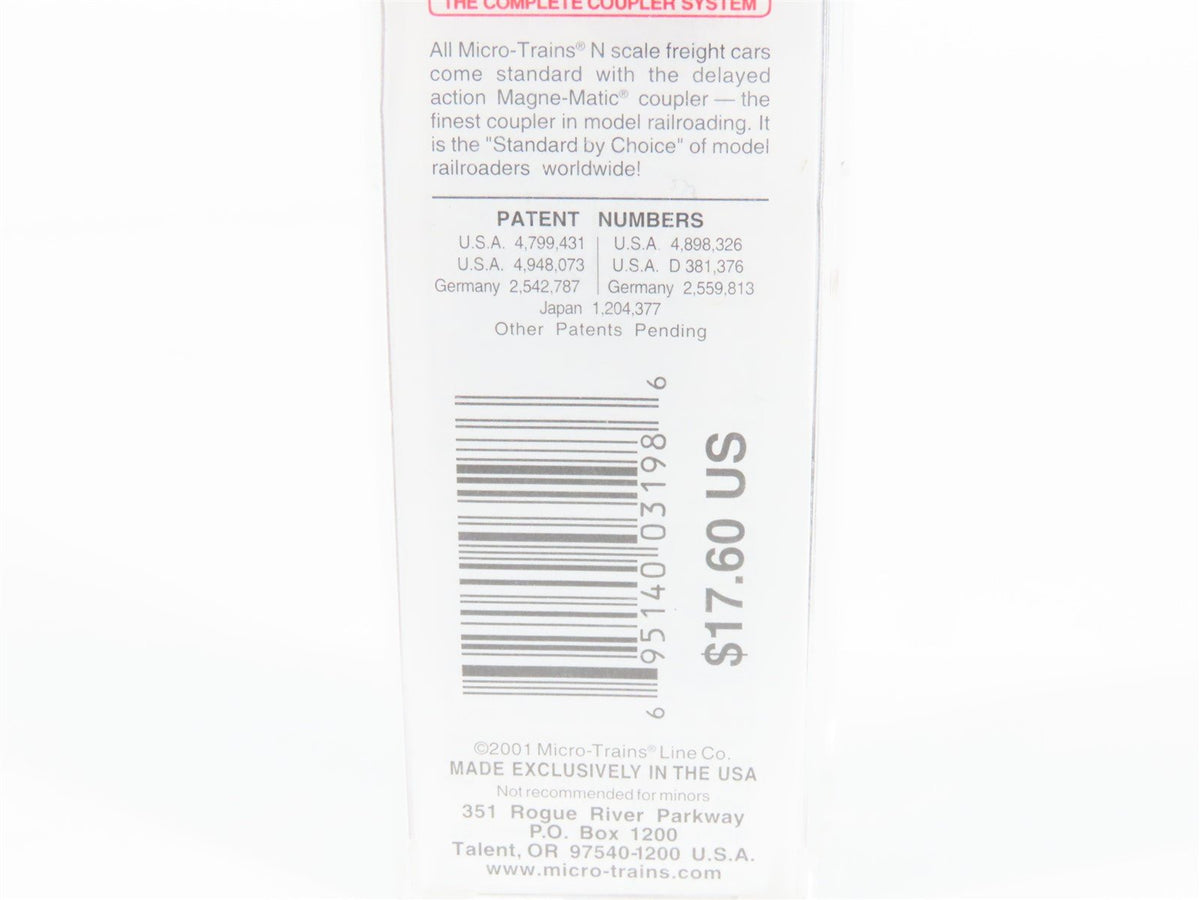 THE COMPLETE COUPLER SYSTEM
All Micro-Trains® N scale freight cars
come standard with the delayed
action Magne-Matic® coupler — the
finest coupler in model railroading. It
is the "Standard by Choice" of model
railroaders worldwide!
PATENT NUMBERS
U.S.A. 4,799,431 | U.S.A. 4,898,326
U.S.A. 4,948,073 | U.S.A. D 381,376
Germany 2,542,787 | Germany 2,559,813
Japan 1,204,377
Other Patents Pending
6 95140 03198 6
$17.60 US
©2001 Micro-Trains® Line Co.
MADE EXCLUSIVELY IN THE USA
Not recommended for minors
351 Rogue River Parkway
P.O. Box 1200
Talent, OR 97540-1200 U.S.A.
www.micro-trains.com